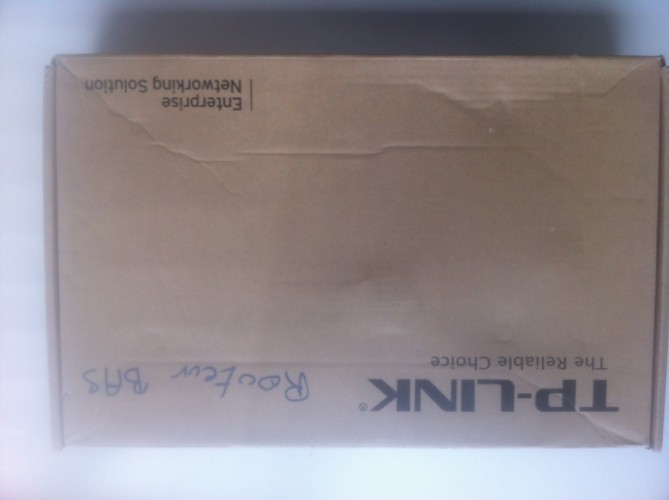 TP-LINK®
The Reliable Choice
Routeur BAS
Enterprise
Networking Solution